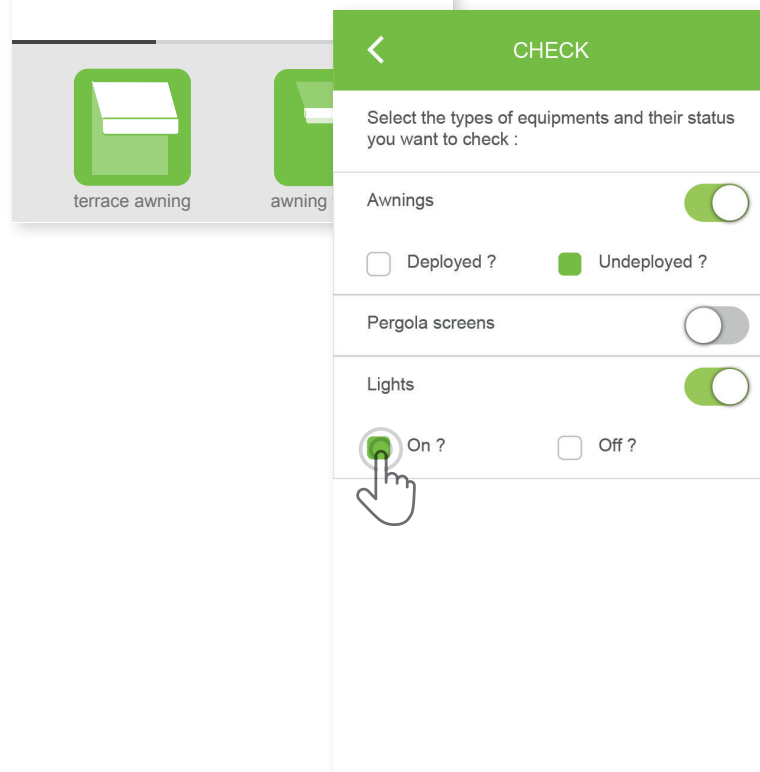 CHECK
Select the types of equipments and their status
you want to check :
Awnings
Deployed ?
Undeployed ?
Pergola screens
Lights
On ?
Off ?
terrace awning
awning